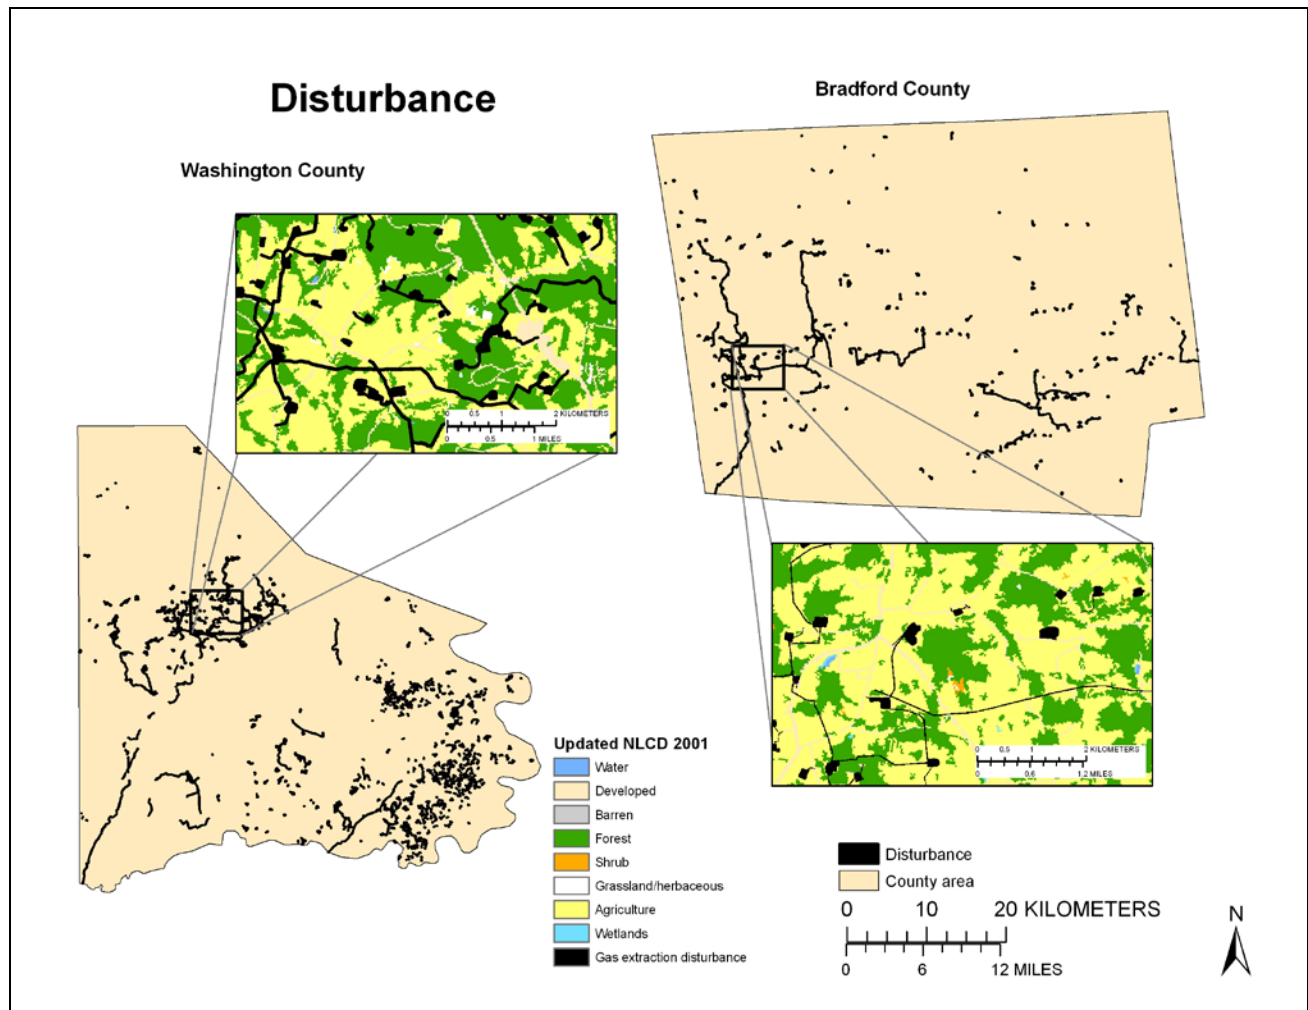 Disturbance
Bradford County
Washington County
0 0.5 1 2 KILOMETERS
0 0.5 1 MILES
Updated NLCD 2001
Water
Developed
Barren
Forest
Shrub
Grassland/herbaceous
Agriculture
Wetlands
Gas extraction disturbance
0 0.5 1 2 KILOMETERS
0 0.6 1.2 MILES
Disturbance
County area
0 10 20 KILOMETERS
0 6 12 MILES
N